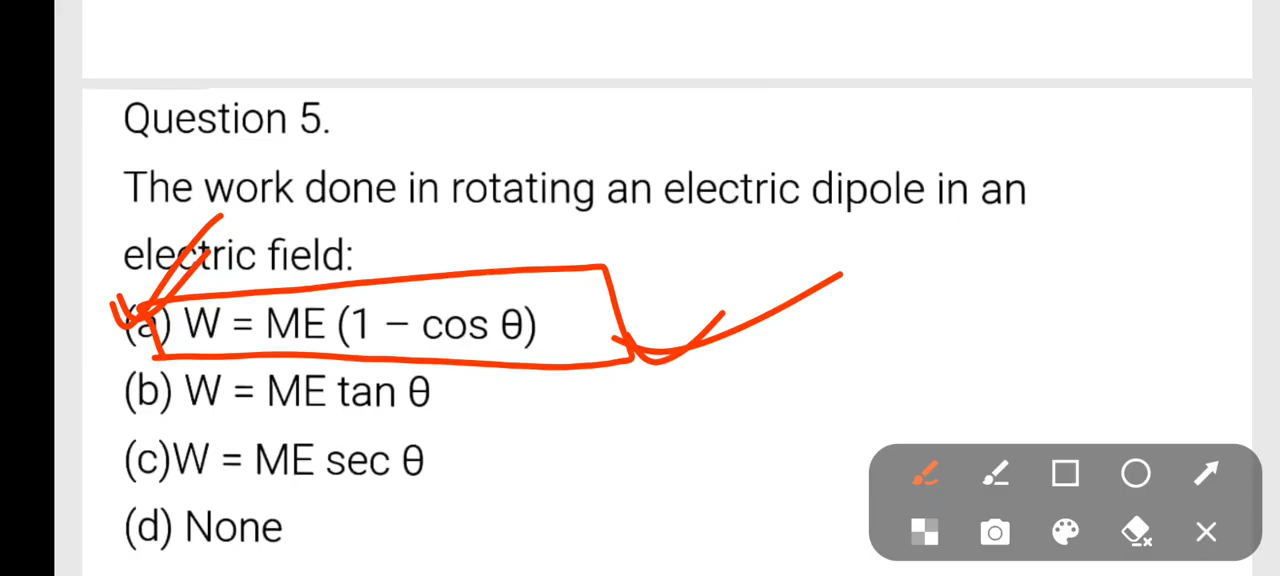 Question 5.
The work done in rotating an electric dipole in an
electric field:
(a) W = ME (1 – cos θ)
(b) W = ME tan θ
(c)W = ME sec θ
(d) None